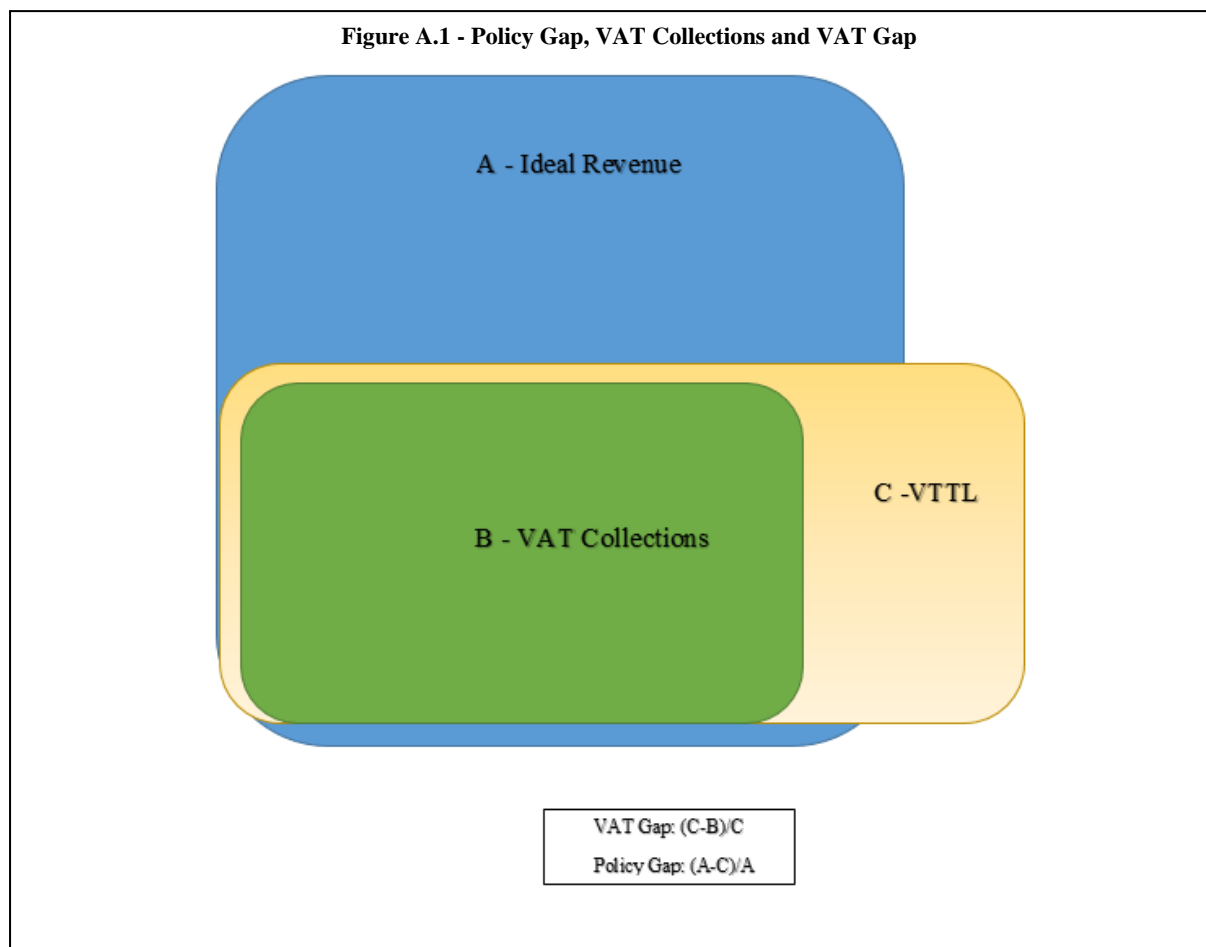 Figure A.1 - Policy Gap, VAT Collections and VAT Gap
A - Ideal Revenue
C -VTTL
B - VAT Collections
VAT Gap: (C-B)/C
Policy Gap: (A-C)/A